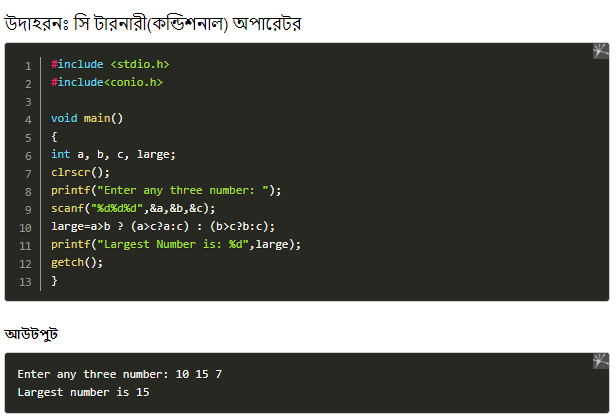 উদাহরনঃ সি টারনারী(কন্ডিশনাল) অপারেটর
1 #include <stdio.h>
2 #include<conio.h>
3
4 void main()
5 {
6 int a, b, c, large;
7 clrscr();
8 printf("Enter any three number: ");
9 scanf("%d%d%d",&a,&b,&c);
10 large=a>b ? (a>c?a:c) : (b>c?b:c);
11 printf("Largest Number is: %d",large);
12 getch();
13 }
আউটপুট
Enter any three number: 10 15 7
Largest number is 15